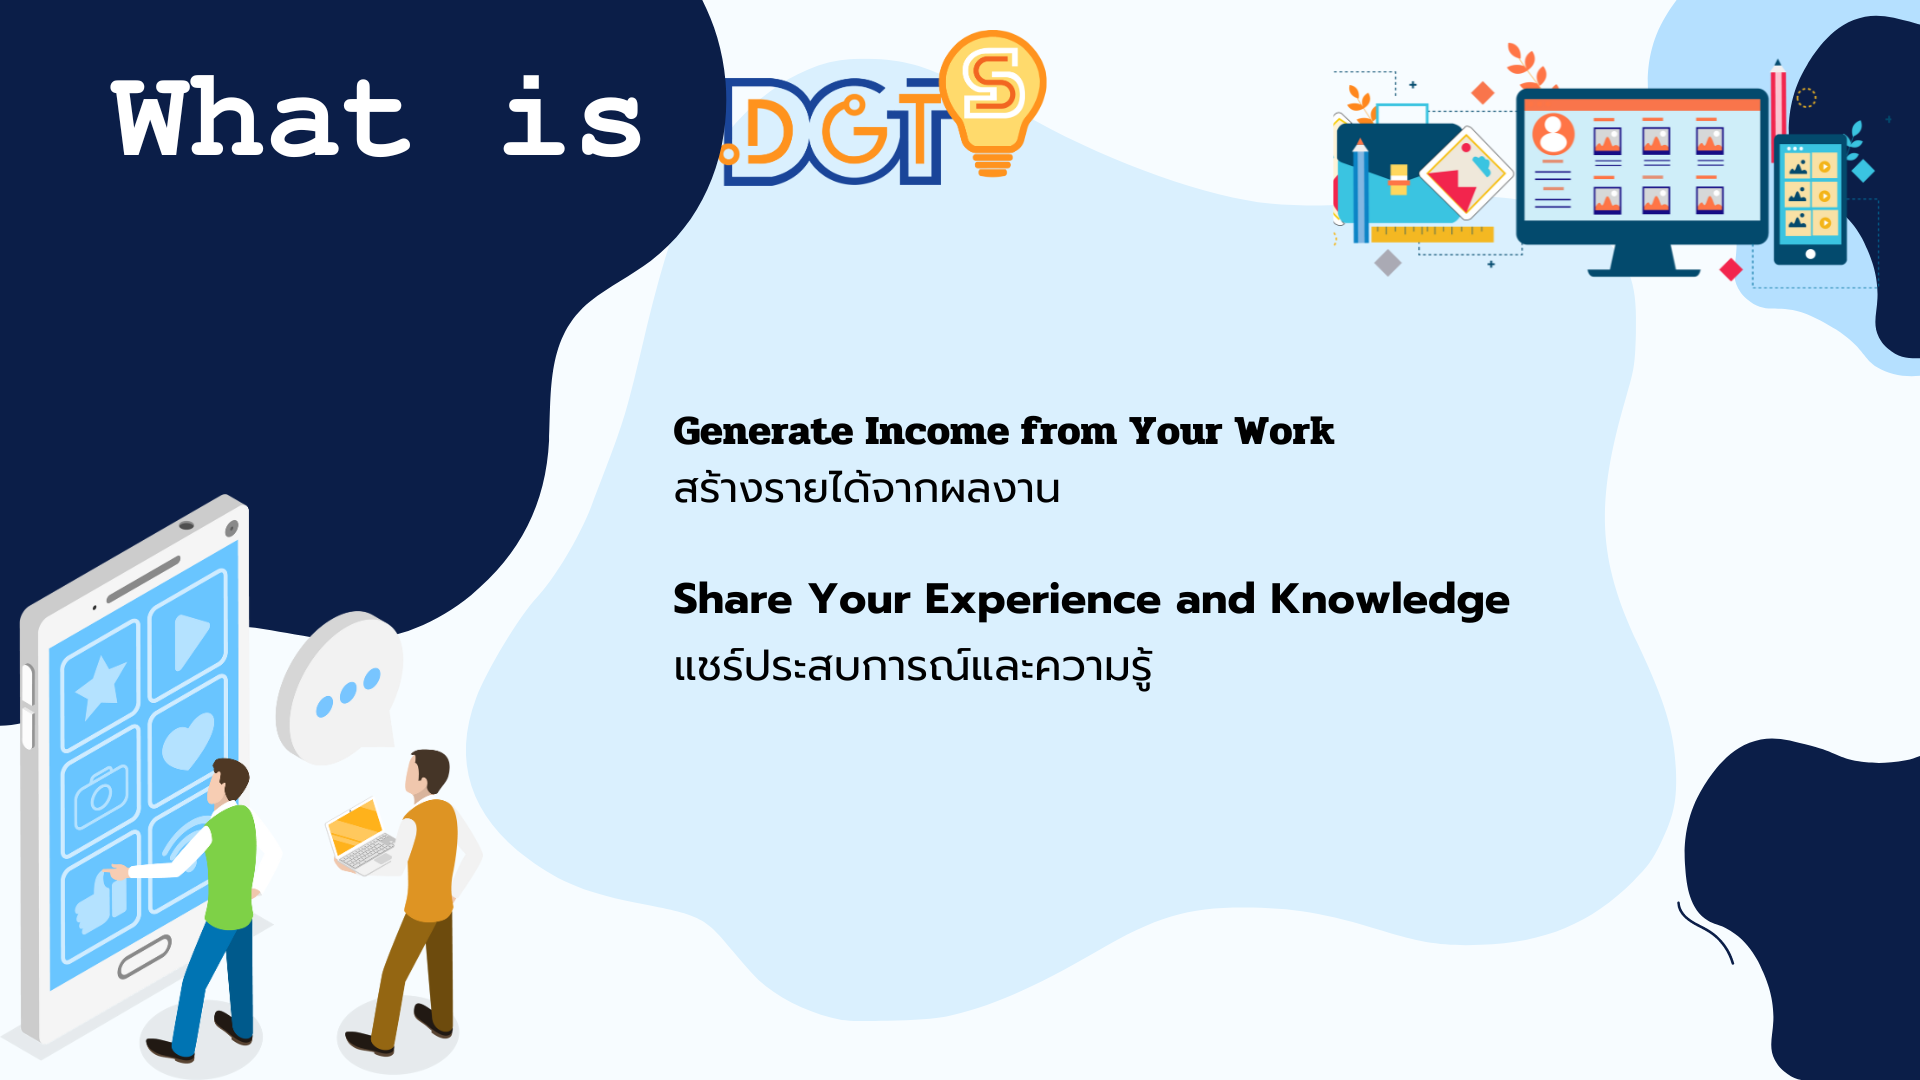 What is DGTS
Generate Income from Your Work
สร้างรายได้จากผลงาน
Share Your Experience and Knowledge
แชร์ประสบการณ์และความรู้